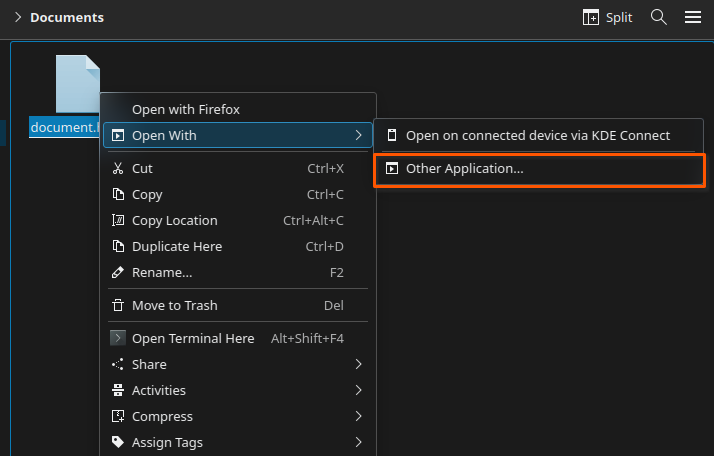 Documents
Split
document.
Open with Firefox
Open With
Open on connected device via KDE Connect
Other Application...
Cut Ctrl+X
Copy Ctrl+C
Copy Location Ctrl+Alt+C
Duplicate Here Ctrl+D
Rename... F2
Move to Trash Del
Open Terminal Here Alt+Shift+F4
Share
Activities
Compress
Assign Tags